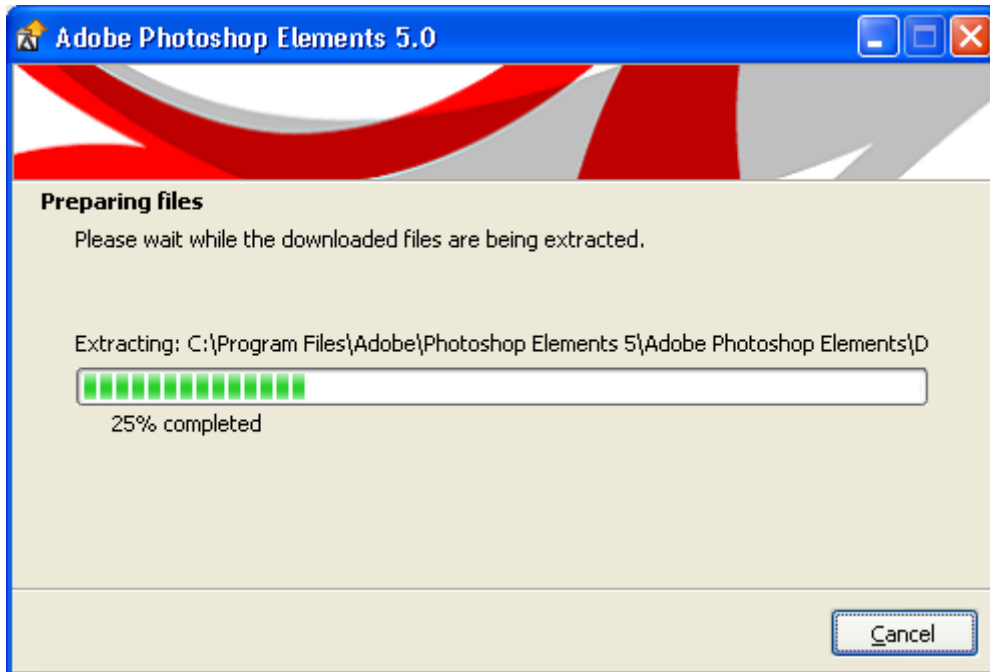 Adobe Photoshop Elements 5.0
Preparing files
Please wait while the downloaded files are being extracted.
Extracting: C:\Program Files\Adobe\Photoshop Elements 5\Adobe Photoshop Elements\D
25% completed
Cancel